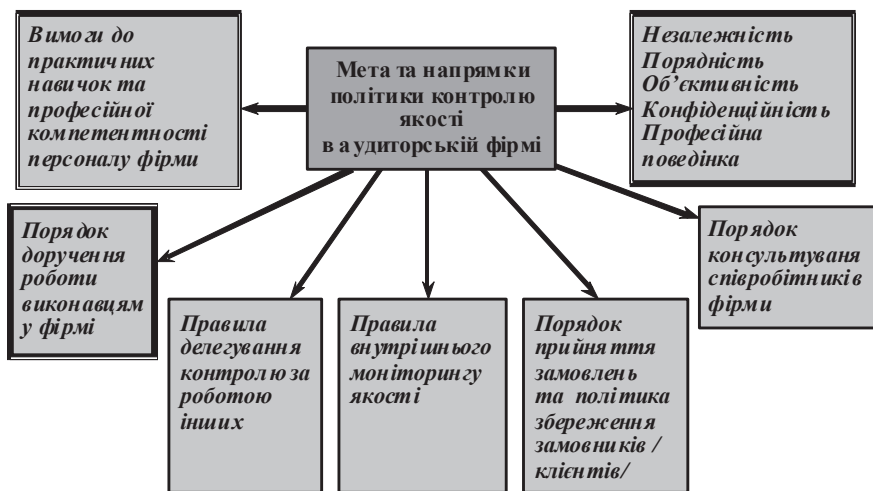 Вимоги до
практичних
навичок та
професійної
компетентності
персоналу фірми
Мета та напрямки
політики контролю
якості
в аудиторській фірмі
Незалежність
Порядність
Об’єктивність
Конфіденційність
Професійна
поведінка
Порядок
доручення
роботи
виконавцям
у фірмі
Правила
делегування
контролю за
роботою
інших
Правила
внутрішнього
моніторингу
якості
Порядок
прийняття
замовлень
та політика
збереження
замовників /
клієнтів/
Порядок
консультуваня
співробітників
фірми